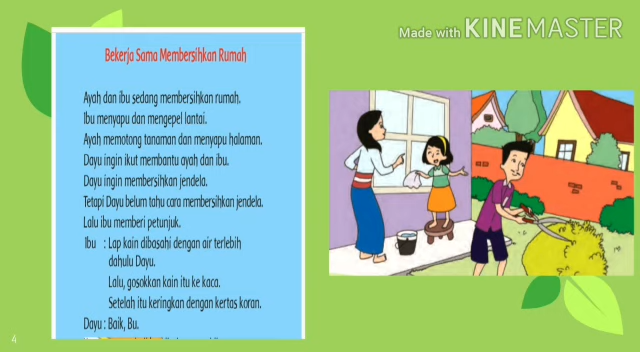 Made with KINEMASTER
Bekerja Sama Membersihkan Rumah
Ayah dan ibu sedang membersihkan rumah.
Ibu menyapu dan mengepel lantai.
Ayah memotong tanaman dan menyapu halaman.
Dayu ingin ikut membantu ayah dan ibu.
Dayu ingin membersihkan jendela.
Tetapi Dayu belum tahu cara membersihkan jendela.
Lalu ibu memberi petunjuk.
Ibu : Lap kain dibasahi dengan air terlebih
dahulu Dayu.
Lalu, gosokkan kain itu ke kaca.
Setelah itu keringkan dengan kertas koran.
Dayu : Baik, Bu.
4